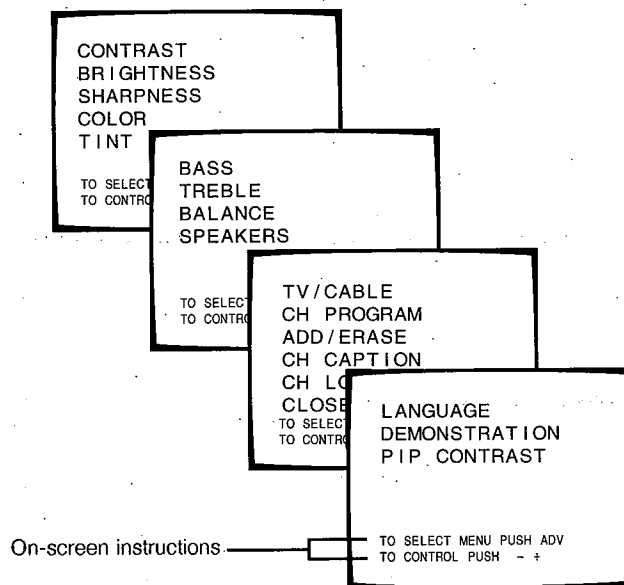 CONTRAST
BRIGHTNESS
SHARPNESS
COLOR
TINT
TO SELECT
TO CONTRO
BASS
TREBLE
BALANCE
SPEAKERS
TO SELEC
TO CONTR
TV/CABLE
CH PROGRAM
ADD/ERASE
CH CAPTION
CH LO
CLOSE
TO SELEC
TO CONTR
LANGUAGE
DEMONSTRATION
PIP CONTRAST
TO SELECT MENU PUSH ADV
TO CONTROL PUSH - +
On-screen instructions